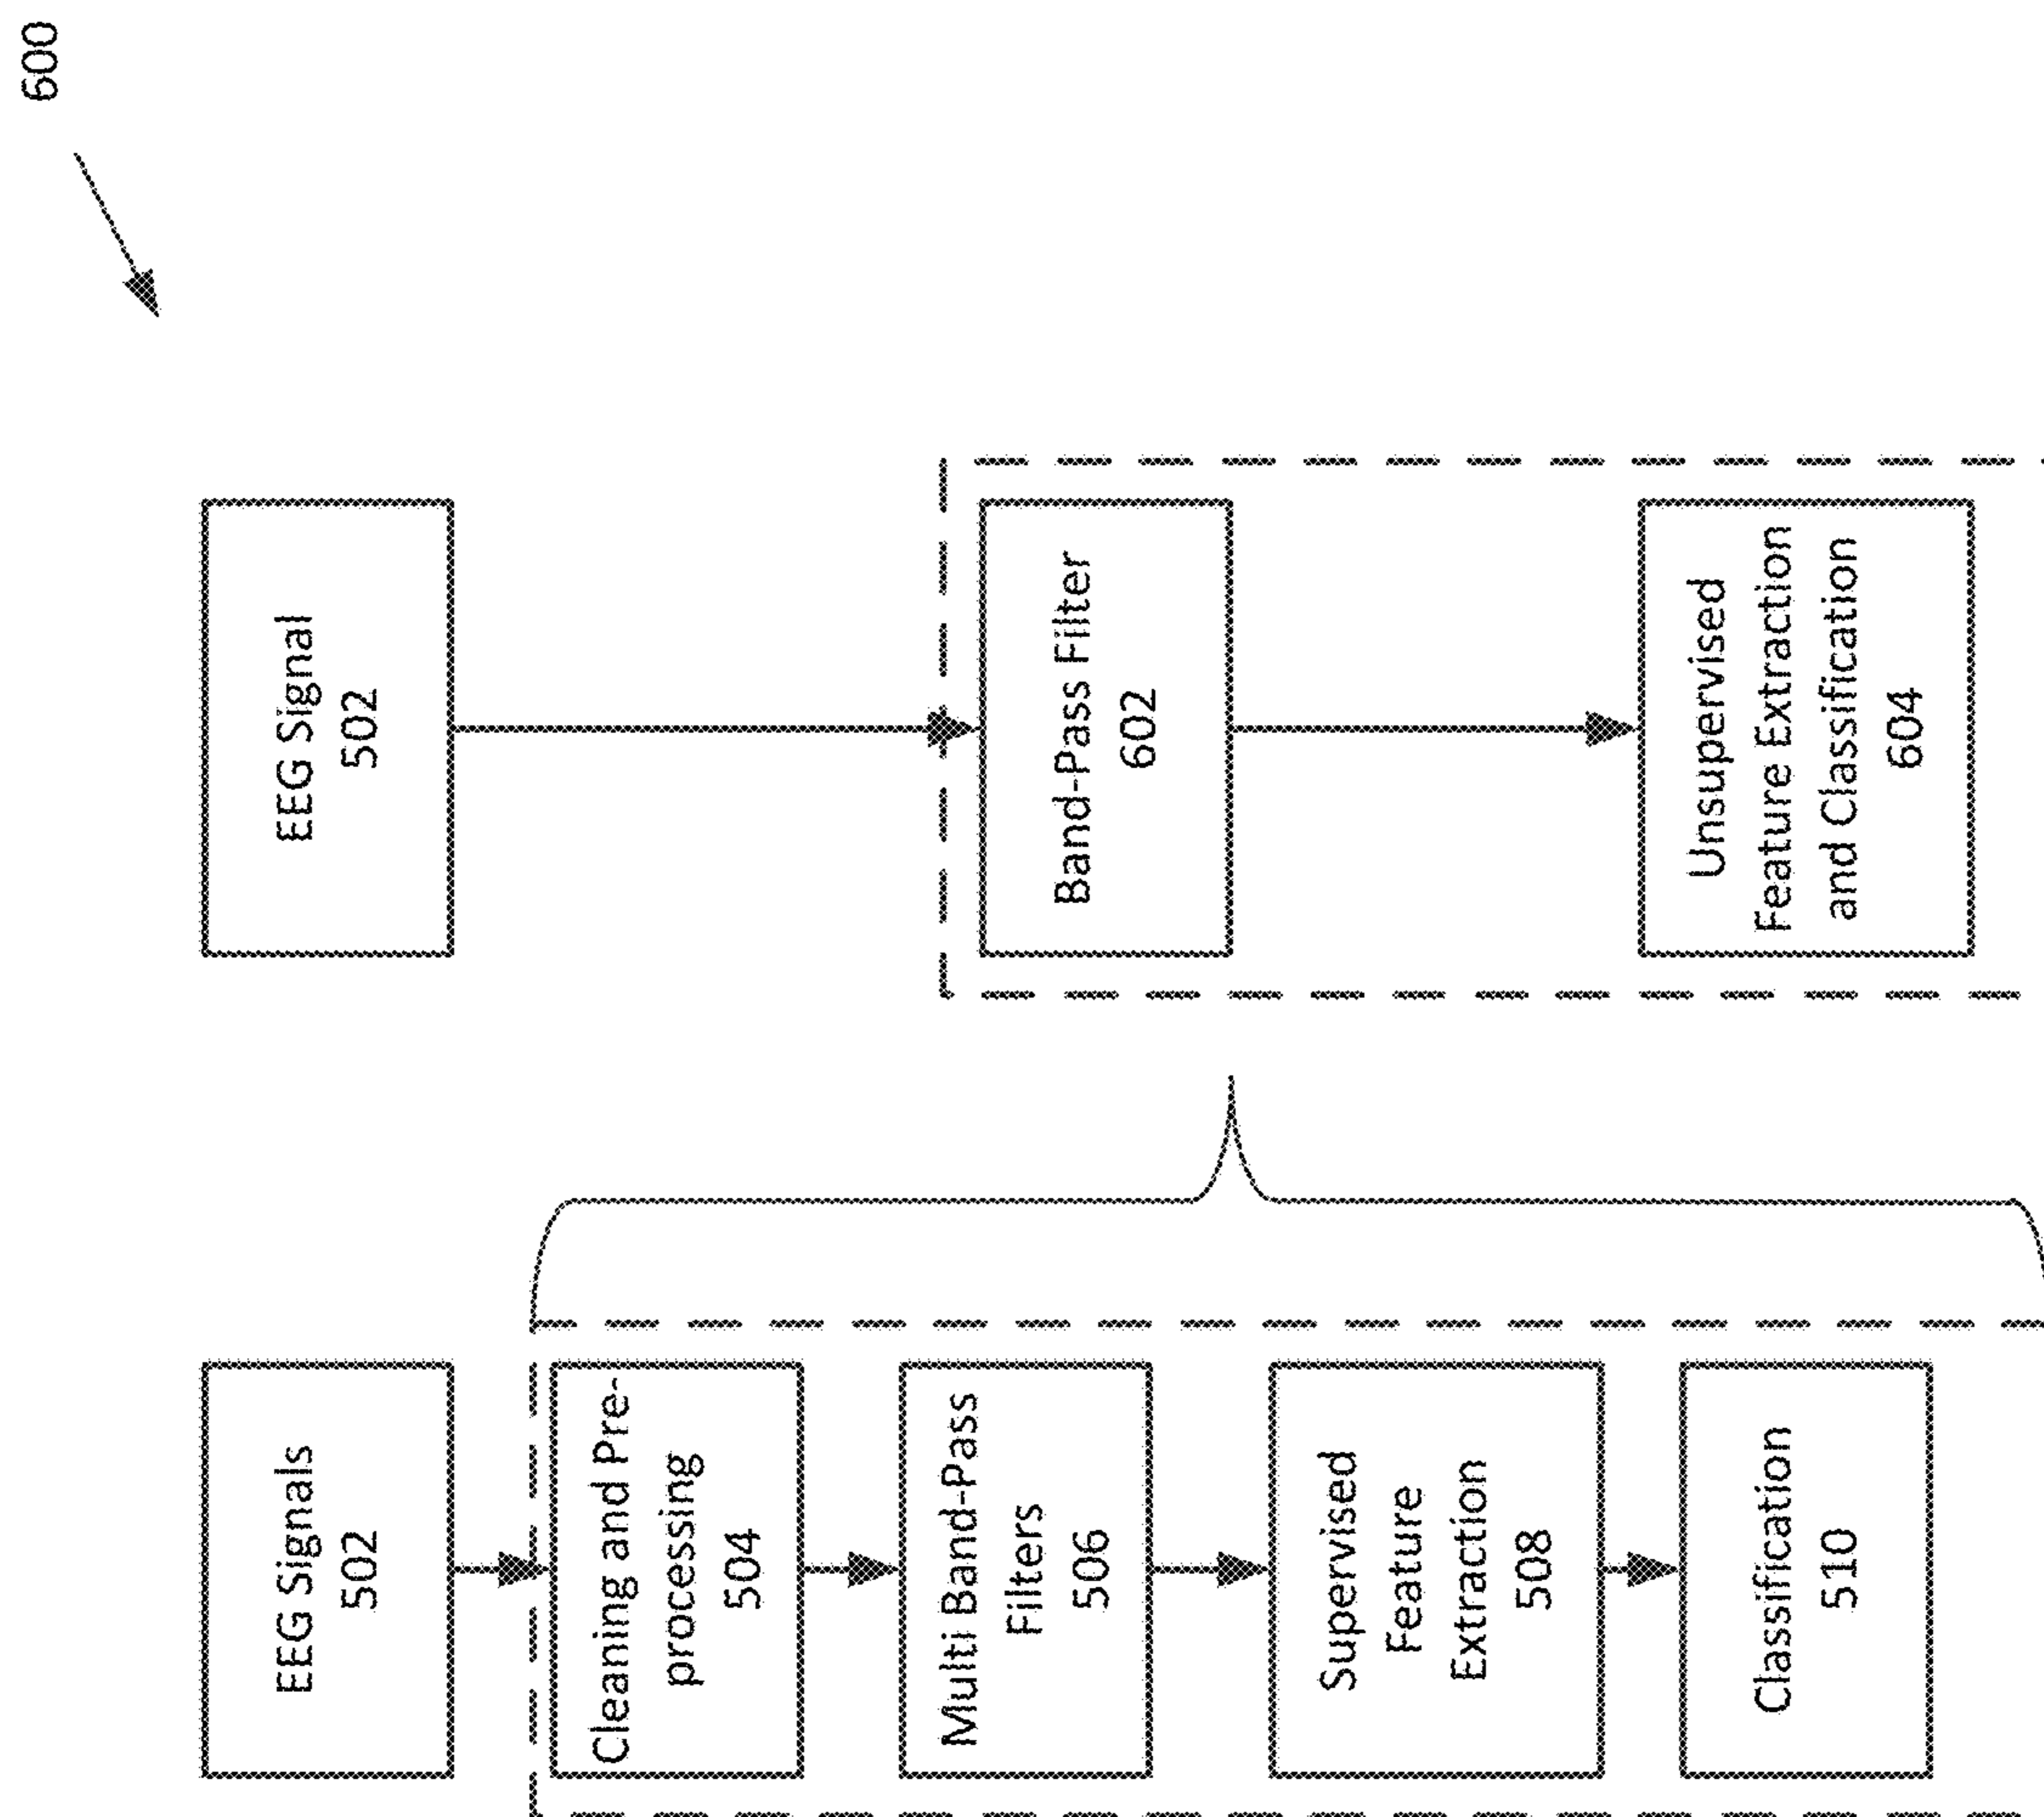 600
EEG Signal
502
Band-Pass Filter
602
Unsupervised
Feature Extraction
and Classification
604
EEG Signals
502
Cleaning and Pre-
processing
504
Multi Band-Pass
Filters
506
Supervised
Feature
Extraction
508
Classification
510